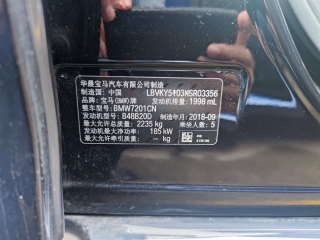 华晨宝马汽车有限公司制造
制造国: 中国 LBVKY5103KSR03356
品牌: 宝马(BMW)牌 发动机排量: 1998 mL
整车型号: BMW7201CN
发动机型号: B48B20D 制造年月: 2018-09
最大允许总质量: 2235 kg 乘坐人数: 5
发动机最大净功率: 185 kW
最大允许牵引质量: -- kg